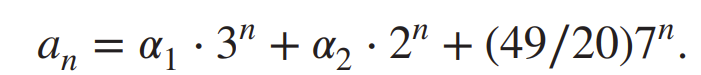 aₙ = α₁ · 3ⁿ + α₂ · 2ⁿ + (49/20)7ⁿ.